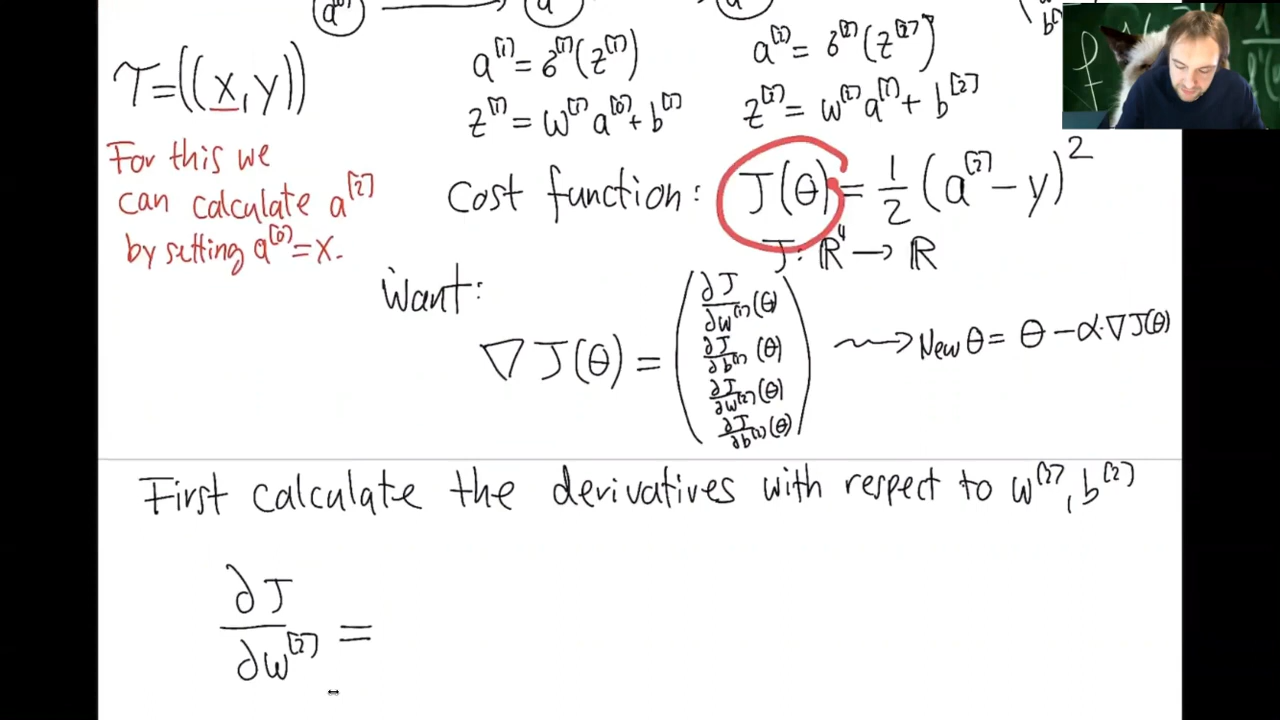 a^[0] → a → a
a^[1] = σ^[1](z^[1])
z^[1] = w^[1] a^[0] + b^[1]
a^[2] = σ^[2](z^[2])
z^[2] = w^[2] a^[1] + b^[2]
τ = ((x, y))
For this we
can calculate a^[2]
by setting a^[0] = x.
Cost function: J(θ) = 1/2 (a^[2] − y)^2
J: ℝ^4 → ℝ
Want:
∇J(θ) = (∂J/∂w^[1] (θ)
∂J/∂b^[1] (θ)
∂J/∂w^[2] (θ)
∂J/∂b^[2] (θ)) ⇝ New θ = θ − α·∇J(θ)
First calculate the derivatives with respect to w^[2], b^[2]
∂J/∂w^[2] =